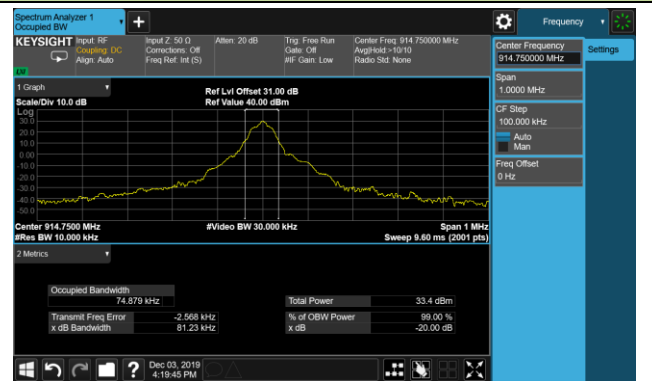 Spectrum Analyzer 1
Occupied BW
+
Frequency
KEYSIGHT
Input: RF
Coupling: DC
Align: Auto
Input Z: 50 Ω
Corrections: Off
Freq Ref: Int (S)
Atten: 20 dB
Trig: Free Run
Gate: Off
#IF Gain: Low
Center Freq: 914.750000 MHz
Avg|Hold:>10/10
Radio Std: None
Center Frequency
914.750000 MHz
Settings
Span
1.0000 MHz
CF Step
100.000 kHz
Auto
Man
Freq Offset
0 Hz
1 Graph
Scale/Div 10.0 dB
Ref Lvl Offset 31.00 dB
Ref Value 40.00 dBm
Log
30.0
20.0
10.0
0.00
-10.0
-20.0
-30.0
-40.0
-50.0
Center 914.7500 MHz
#Res BW 10.000 kHz
#Video BW 30.000 kHz
Span 1 MHz
Sweep 9.60 ms (2001 pts)
2 Metrics
Occupied Bandwidth
74.879 kHz
Transmit Freq Error -2.568 kHz
x dB Bandwidth 81.23 kHz
Total Power 33.4 dBm
% of OBW Power 99.00 %
x dB -20.00 dB
?
Dec 03, 2019
4:19:45 PM